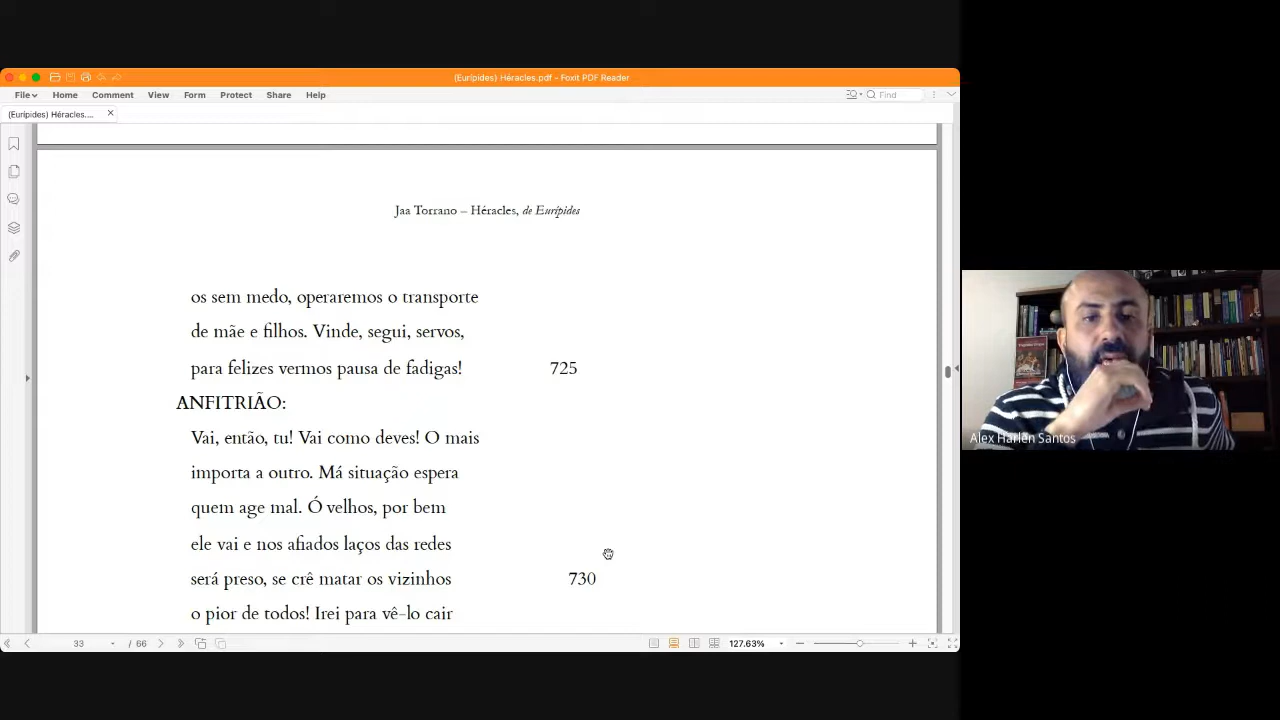 (Eurípides) Héracles.pdf - Foxit PDF Reader
File Home Comment View Form Protect Share Help Find
(Eurípides) Héracles....
Jaa Torrano – Héracles, de Eurípides
os sem medo, operaremos o transporte
de mãe e filhos. Vinde, segui, servos,
para felizes vermos pausa de fadigas! 725
ANFITRIÃO:
Vai, então, tu! Vai como deves! O mais
importa a outro. Má situação espera
quem age mal. Ó velhos, por bem
ele vai e nos afiados laços das redes
será preso, se crê matar os vizinhos 730
o pior de todos! Irei para vê-lo cair
33 / 66 127.63%
Alex Harlen Santos